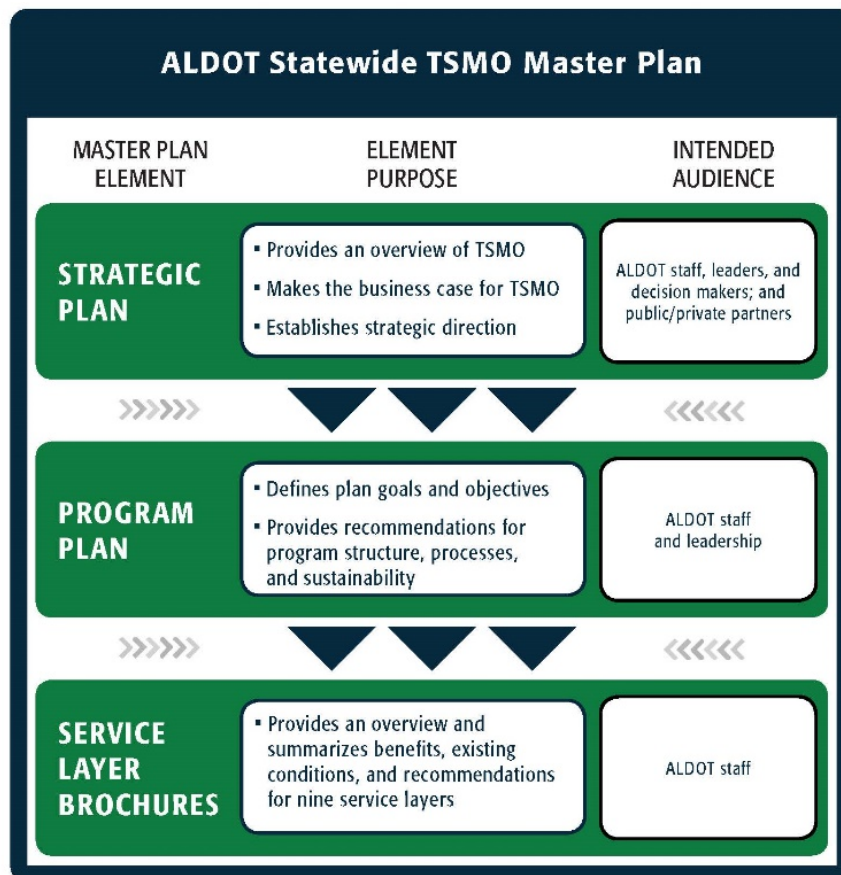 ALDOT Statewide TSMO Master Plan
MASTER PLAN
ELEMENT
ELEMENT
PURPOSE
INTENDED
AUDIENCE
STRATEGIC
PLAN
▪ Provides an overview of TSMO
▪ Makes the business case for TSMO
▪ Establishes strategic direction
ALDOT staff, leaders, and
decision makers; and
public/private partners
PROGRAM
PLAN
▪ Defines plan goals and objectives
▪ Provides recommendations for
program structure, processes,
and sustainability
ALDOT staff
and leadership
SERVICE
LAYER
BROCHURES
▪ Provides an overview and
summarizes benefits, existing
conditions, and recommendations
for nine service layers
ALDOT staff